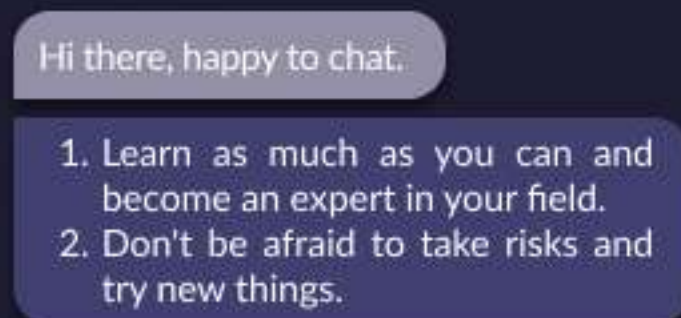 Hi there, happy to chat.
1. Learn as much as you can and
become an expert in your field.
2. Don't be afraid to take risks and
try new things.